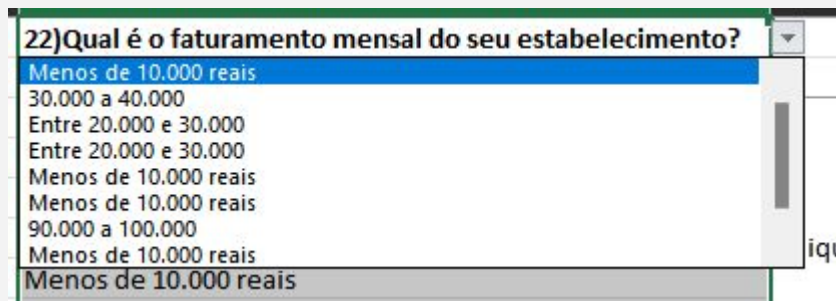 22)Qual é o faturamento mensal do seu estabelecimento?
Menos de 10.000 reais
30.000 a 40.000
Entre 20.000 e 30.000
Entre 20.000 e 30.000
Menos de 10.000 reais
Menos de 10.000 reais
90.000 a 100.000
Menos de 10.000 reais
Menos de 10.000 reais